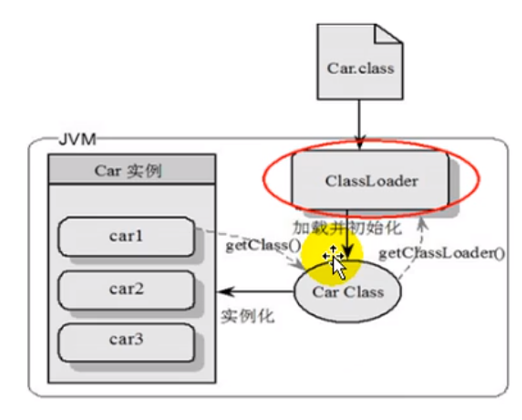 Car.class
JVM
Car 实例
ClassLoader
加载并初始化
car1
getClass()
getClassLoader()
car2
Car Class
实例化
car3